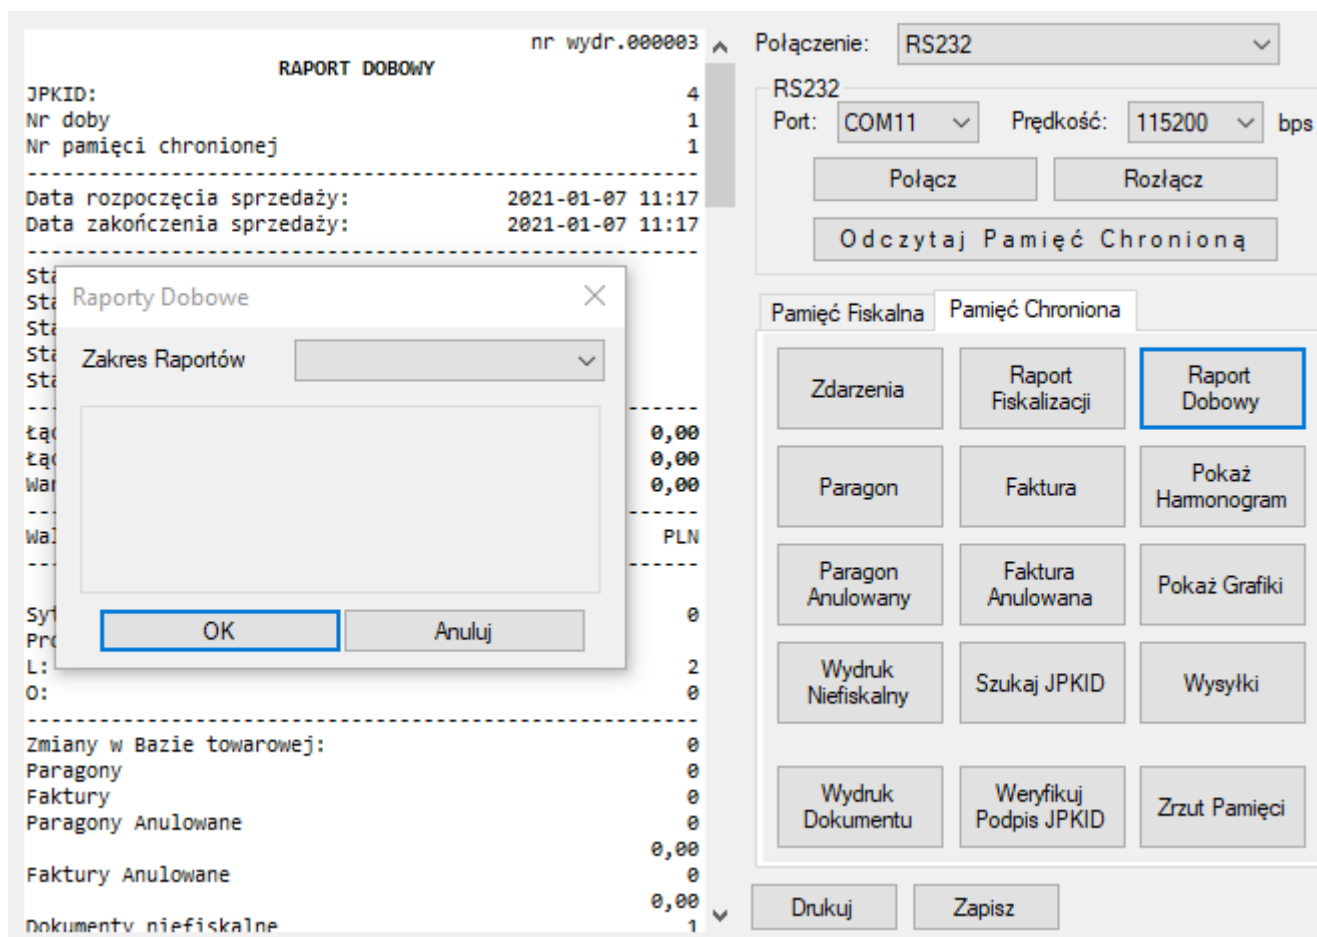 nr wydr.000003
RAPORT DOBOWY
JPKID: 4
Nr doby 1
Nr pamięci chronionej 1
------------------------------------------------------------
Data rozpoczęcia sprzedaży: 2021-01-07 11:17
Data zakończenia sprzedaży: 2021-01-07 11:17
------------------------------------------------------------
0,00
0,00
0,00
PLN
0
L: 2
O: 0
------------------------------------------------------------
Zmiany w Bazie towarowej: 0
Paragony 0
Faktury 0
Paragony Anulowane 0
0,00
Faktury Anulowane 0
0,00
Dokumenty niefiskalne 1
Raporty Dobowe
Zakres Raportów
OK Anuluj
Połączenie: RS232
RS232
Port: COM11 Prędkość: 115200 bps
Połącz Rozłącz
Odczytaj Pamięć Chronioną
Pamięć Fiskalna Pamięć Chroniona
Zdarzenia
Raport
Fiskalizacji
Raport
Dobowy
Paragon
Faktura
Pokaż
Harmonogram
Paragon
Anulowany
Faktura
Anulowana
Pokaż Grafiki
Wydruk
Niefiskalny
Szukaj JPKID
Wysyłki
Wydruk
Dokumentu
Weryfikuj
Podpis JPKID
Zrzut Pamięci
Drukuj Zapisz